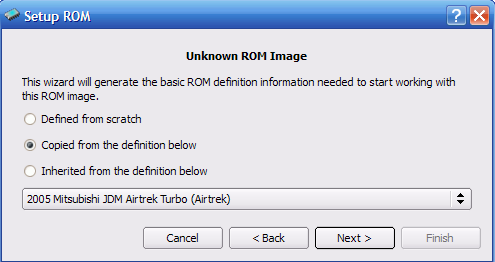 Setup ROM
Unknown ROM Image
This wizard will generate the basic ROM definition information needed to start working with
this ROM image.
Defined from scratch
Copied from the definition below
Inherited from the definition below
2005 Mitsubishi JDM Airtrek Turbo (Airtrek)
Cancel
< Back
Next >
Finish